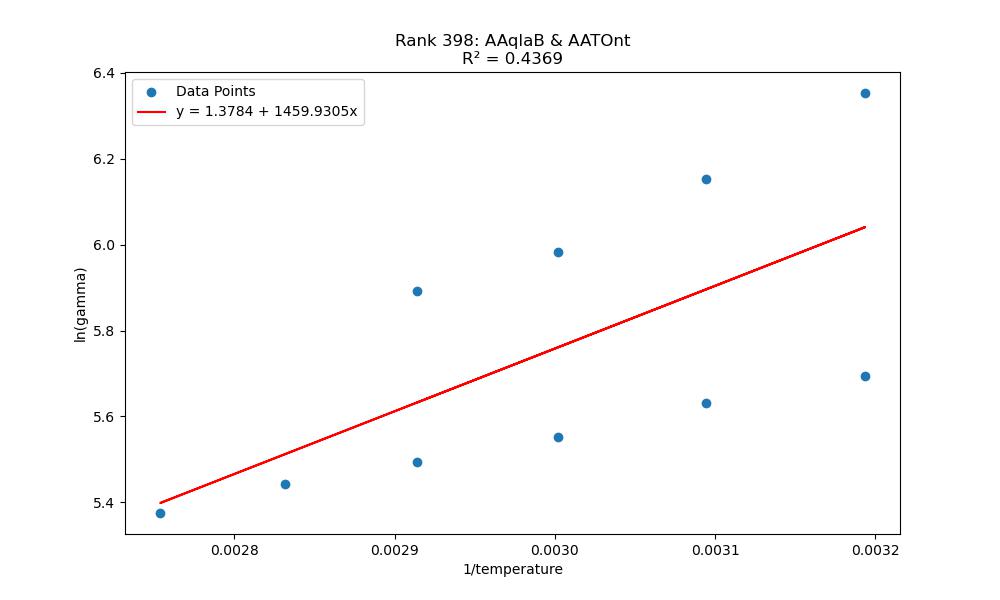 Rank 398: AAqIaB & AATOnt
R² = 0.4369
Data Points
y = 1.3784 + 1459.9305x
6.4
6.2
6.0
5.8
5.6
5.4
ln(gamma)
0.0028
0.0029
0.0030
0.0031
0.0032
1/temperature